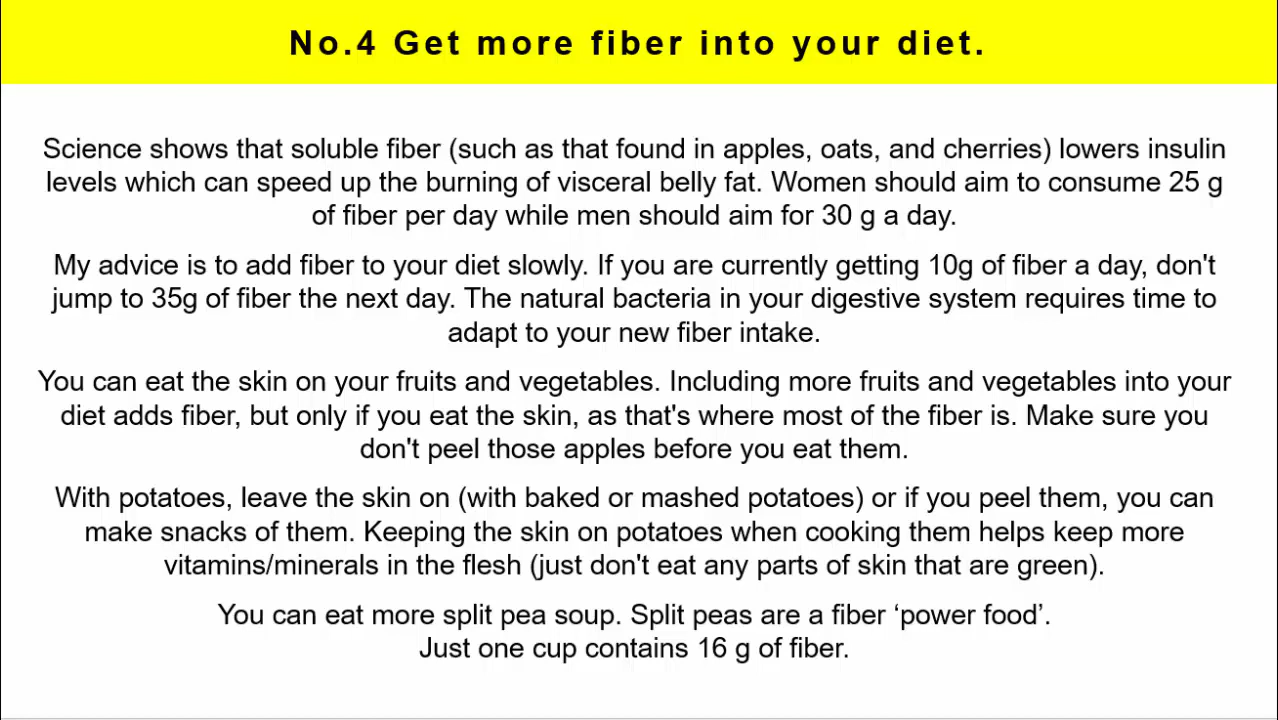 No.4 Get more fiber into your diet.
Science shows that soluble fiber (such as that found in apples, oats, and cherries) lowers insulin
levels which can speed up the burning of visceral belly fat. Women should aim to consume 25 g
of fiber per day while men should aim for 30 g a day.
My advice is to add fiber to your diet slowly. If you are currently getting 10g of fiber a day, don't
jump to 35g of fiber the next day. The natural bacteria in your digestive system requires time to
adapt to your new fiber intake.
You can eat the skin on your fruits and vegetables. Including more fruits and vegetables into your
diet adds fiber, but only if you eat the skin, as that's where most of the fiber is. Make sure you
don't peel those apples before you eat them.
With potatoes, leave the skin on (with baked or mashed potatoes) or if you peel them, you can
make snacks of them. Keeping the skin on potatoes when cooking them helps keep more
vitamins/minerals in the flesh (just don't eat any parts of skin that are green).
You can eat more split pea soup. Split peas are a fiber ‘power food’.
Just one cup contains 16 g of fiber.